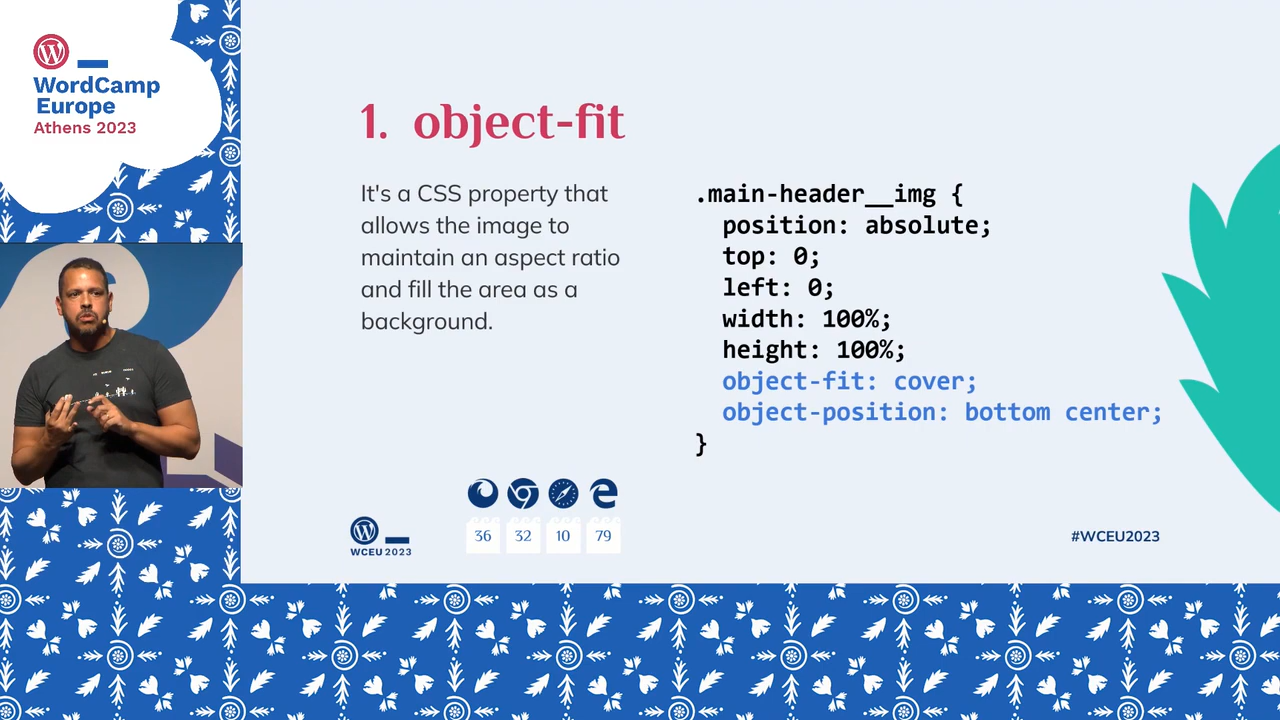 WordCamp
Europe
Athens 2023
1. object-fit
It's a CSS property that
allows the image to
maintain an aspect ratio
and fill the area as a
background.
.main-header__img {
position: absolute;
top: 0;
left: 0;
width: 100%;
height: 100%;
object-fit: cover;
object-position: bottom center;
}
36 32 10 79
WCEU 2023
#WCEU2023